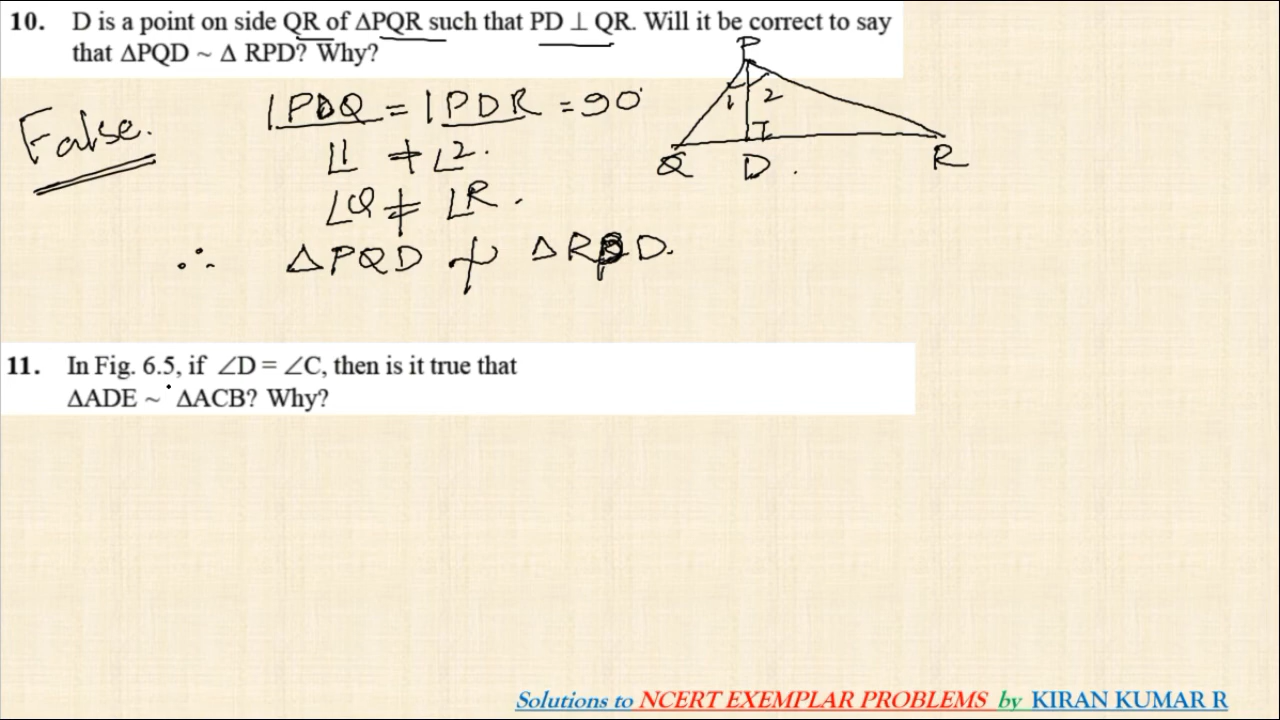 10. D is a point on side QR of ΔPQR such that PD ⊥ QR. Will it be correct to say
that ΔPQD ~ Δ RPD? Why?
False.
∠PDQ = ∠PDR = 90°
∠1 ≠ ∠2.
∠Q ≠ ∠R.
∴ ΔPQD ≁ ΔRPD.
P
1 2
Q D R
11. In Fig. 6.5, if ∠D = ∠C, then is it true that
ΔADE ~ ΔACB? Why?
Solutions to NCERT EXEMPLAR PROBLEMS by KIRAN KUMAR R